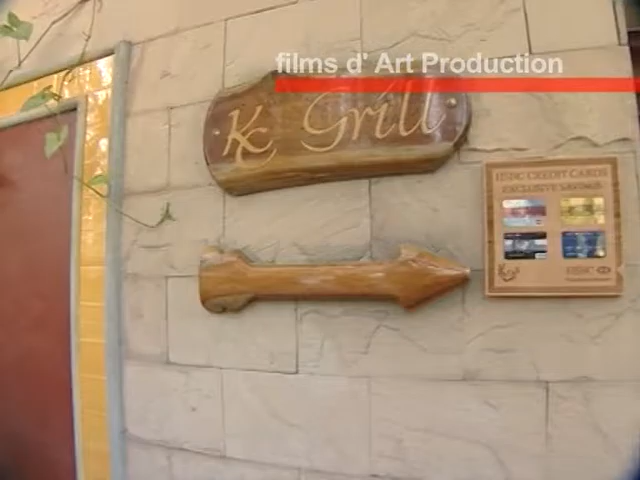 films d' Art Production
KC Grill
HSBC CREDIT CARDS
EXCLUSIVE SAVINGS
HSBC